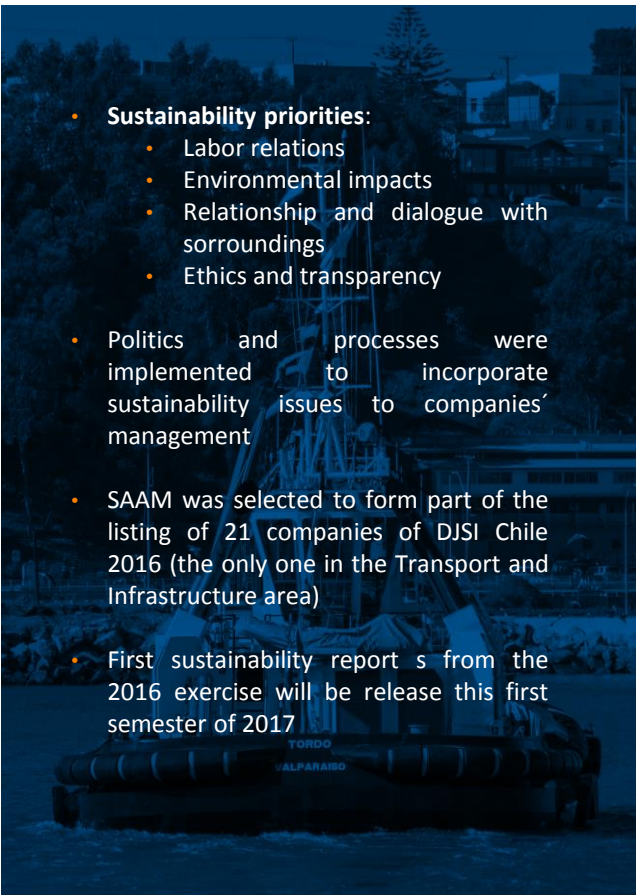 • Sustainability priorities:
• Labor relations
• Environmental impacts
• Relationship and dialogue with
sorroundings
• Ethics and transparency
• Politics and processes were
implemented to incorporate
sustainability issues to companies´
management
• SAAM was selected to form part of the
listing of 21 companies of DJSI Chile
2016 (the only one in the Transport and
Infrastructure area)
• First sustainability report s from the
2016 exercise will be release this first
semester of 2017
TORDO
VALPARAISO